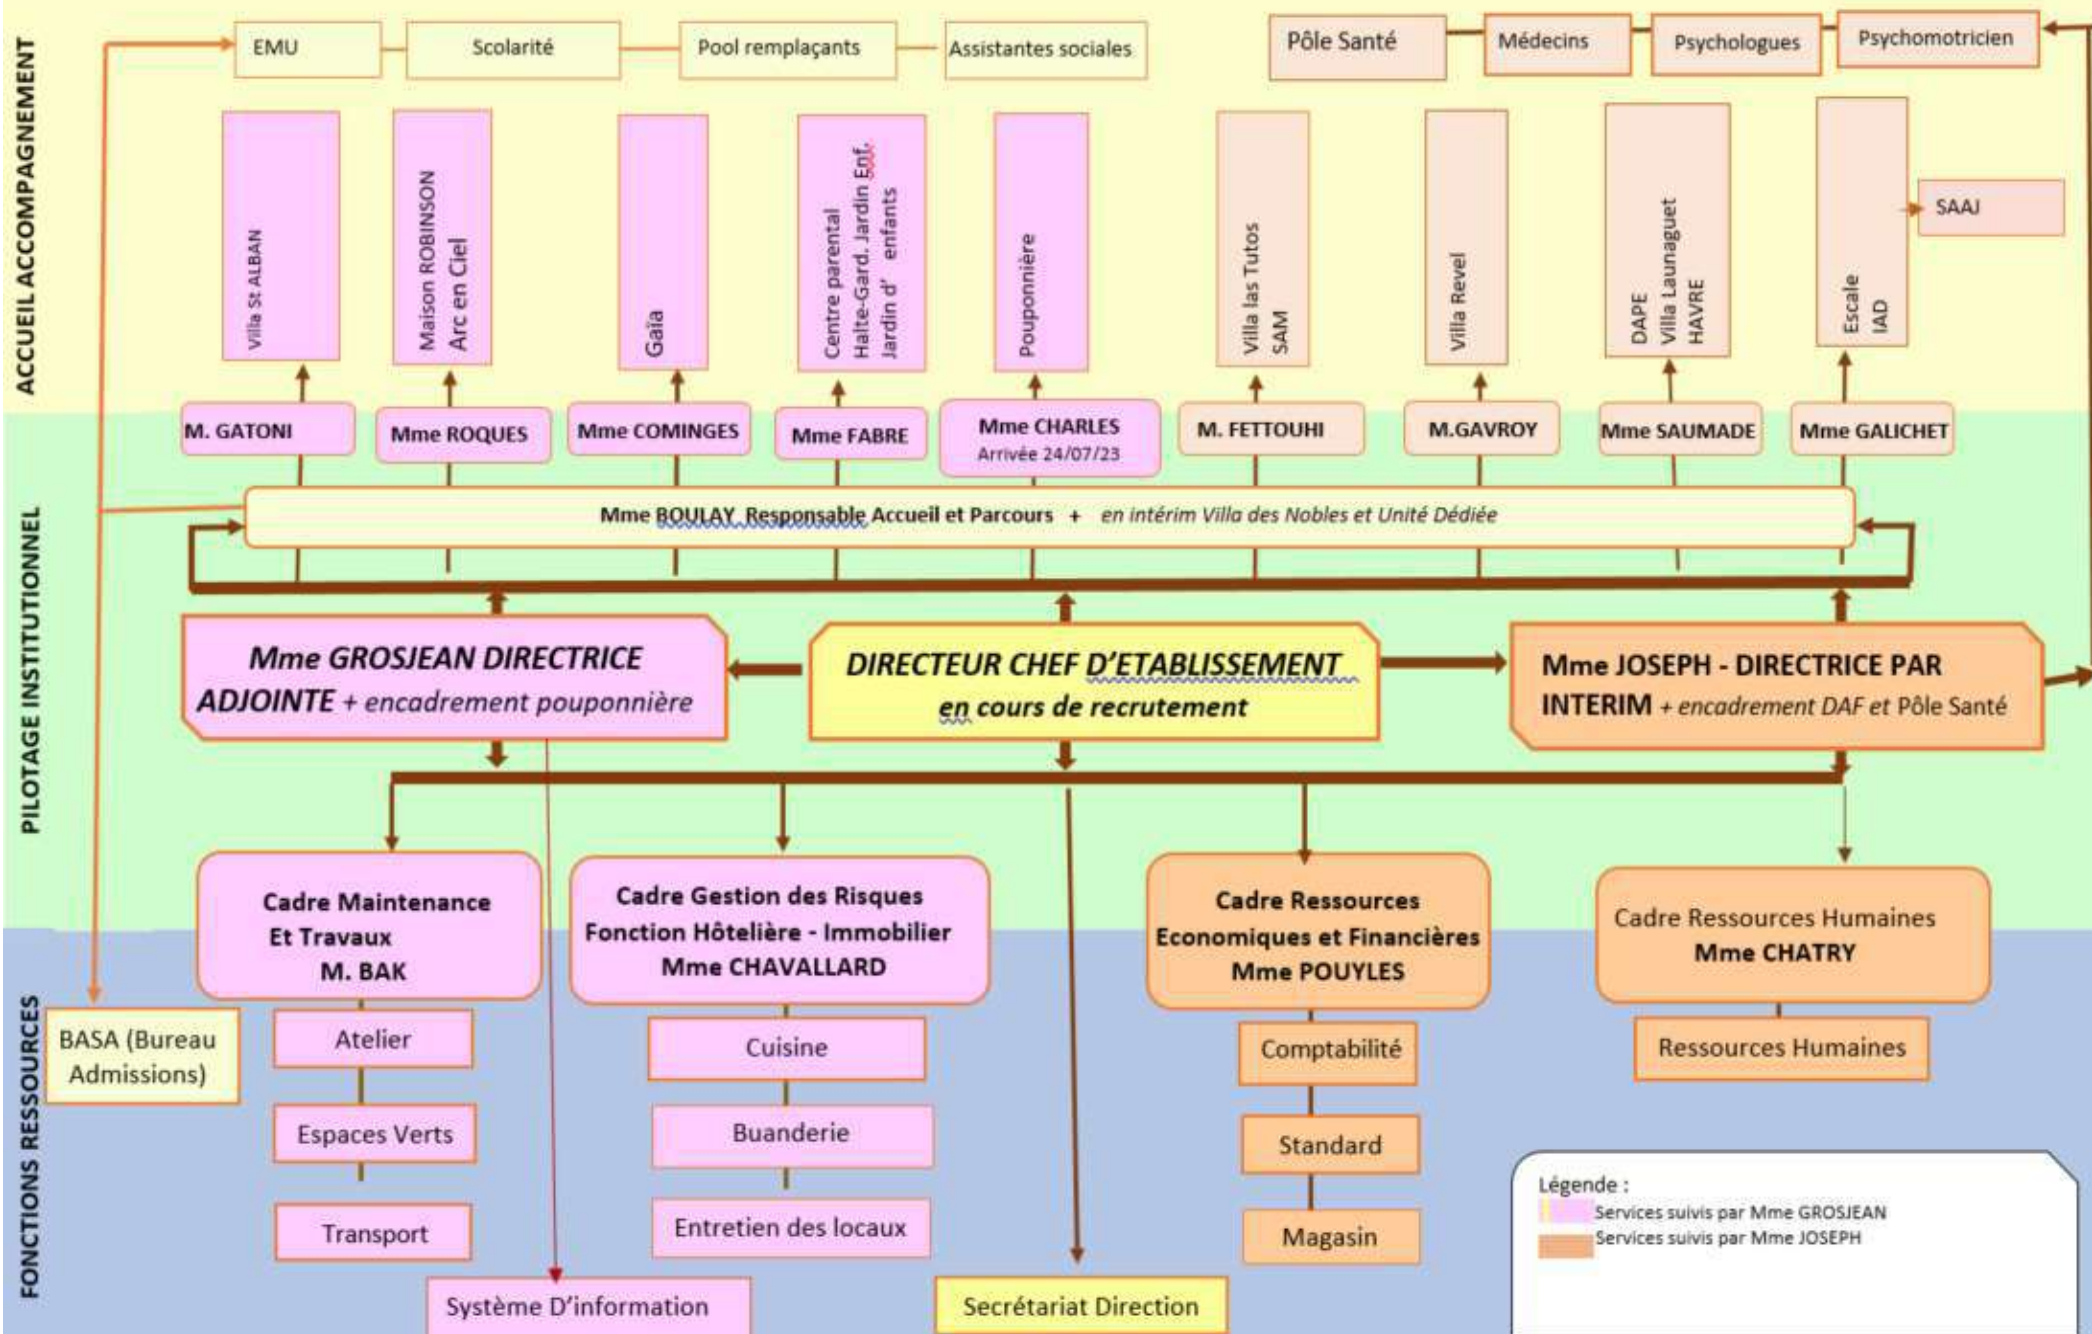 ACCUEIL ACCOMPAGNEMENT
EMU
Scolarité
Pool remplaçants
Assistantes sociales
Pôle Santé
Médecins
Psychologues
Psychomotricien
Villa St ALBAN
Maison ROBINSON
Arc en Ciel
Gaïa
Centre parental
Halte-Gard. Jardin Enf.
Jardin d' enfants
Pouponnière
Villa las Tutos
SAM
Villa Revel
DAPE
Villa Launaguet
HAVRE
Escale
IAD
SAAJ
PILOTAGE INSTITUTIONNEL
M. GATONI
Mme ROQUES
Mme COMINGES
Mme FABRE
Mme CHARLES
Arrivée 24/07/23
M. FETTOUHI
M.GAVROY
Mme SAUMADE
Mme GALICHET
Mme BOULAY Responsable Accueil et Parcours + en intérim Villa des Nobles et Unité Dédiée
Mme GROSJEAN DIRECTRICE
ADJOINTE + encadrement pouponnière
DIRECTEUR CHEF D'ETABLISSEMENT
en cours de recrutement
Mme JOSEPH - DIRECTRICE PAR
INTERIM + encadrement DAF et Pôle Santé
Cadre Maintenance
Et Travaux
M. BAK
Cadre Gestion des Risques
Fonction Hôtelière - Immobilier
Mme CHAVALLARD
Cadre Ressources
Economiques et Financières
Mme POUYLES
Cadre Ressources Humaines
Mme CHATRY
FONCTIONS RESSOURCES
BASA (Bureau
Admissions)
Atelier
Espaces Verts
Transport
Cuisine
Buanderie
Entretien des locaux
Comptabilité
Standard
Magasin
Ressources Humaines
Système D'information
Secrétariat Direction
Légende :
Services suivis par Mme GROSJEAN
Services suivis par Mme JOSEPH